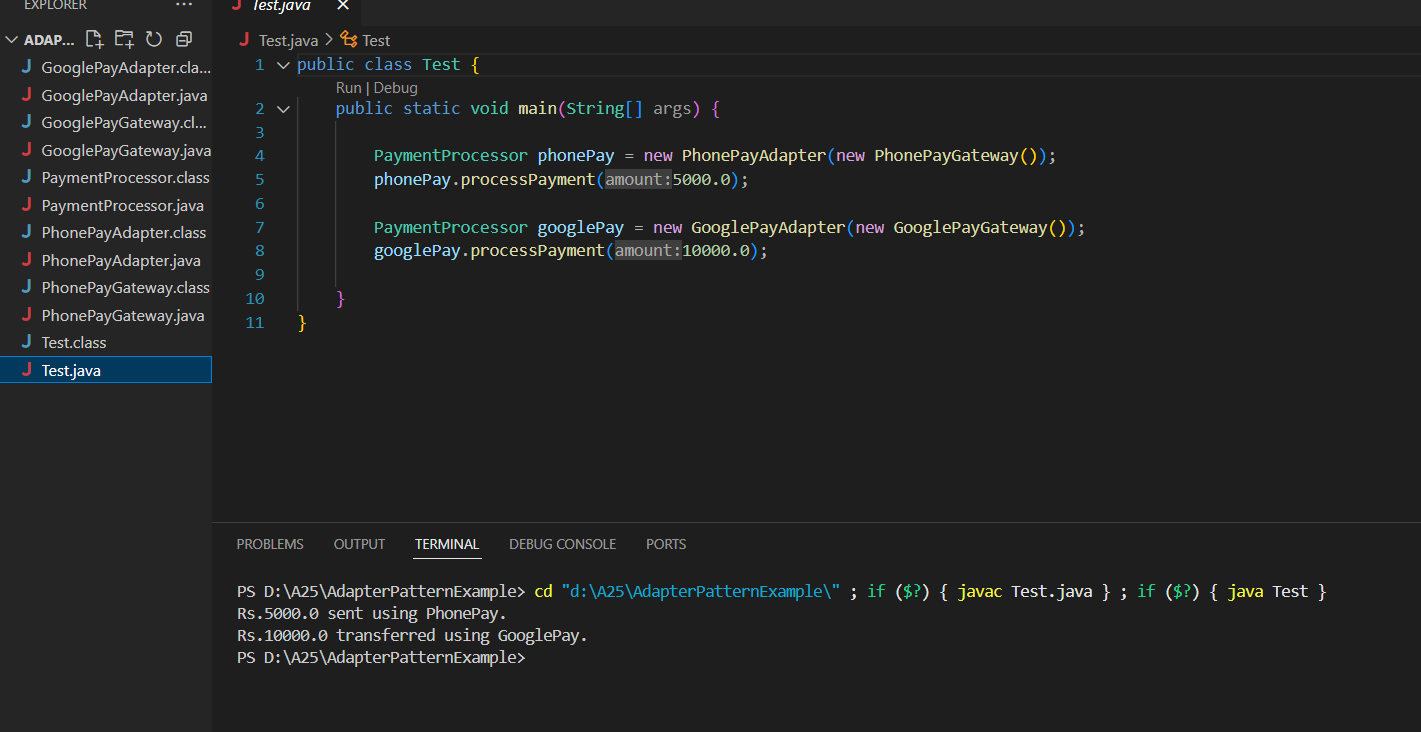 EXPLORER ...
Test.java
ADAP...
GooglePayAdapter.cla...
GooglePayAdapter.java
GooglePayGateway.cl...
GooglePayGateway.java
PaymentProcessor.class
PaymentProcessor.java
PhonePayAdapter.class
PhonePayAdapter.java
PhonePayGateway.class
PhonePayGateway.java
Test.class
Test.java
Test.java > Test
1 public class Test {
Run | Debug
2 public static void main(String[] args) {
3
4 PaymentProcessor phonePay = new PhonePayAdapter(new PhonePayGateway());
5 phonePay.processPayment(amount:5000.0);
6
7 PaymentProcessor googlePay = new GooglePayAdapter(new GooglePayGateway());
8 googlePay.processPayment(amount:10000.0);
9
10 }
11 }
PROBLEMS OUTPUT TERMINAL DEBUG CONSOLE PORTS
PS D:\A25\AdapterPatternExample> cd "d:\A25\AdapterPatternExample\" ; if ($?) { javac Test.java } ; if ($?) { java Test }
Rs.5000.0 sent using PhonePay.
Rs.10000.0 transferred using GooglePay.
PS D:\A25\AdapterPatternExample>